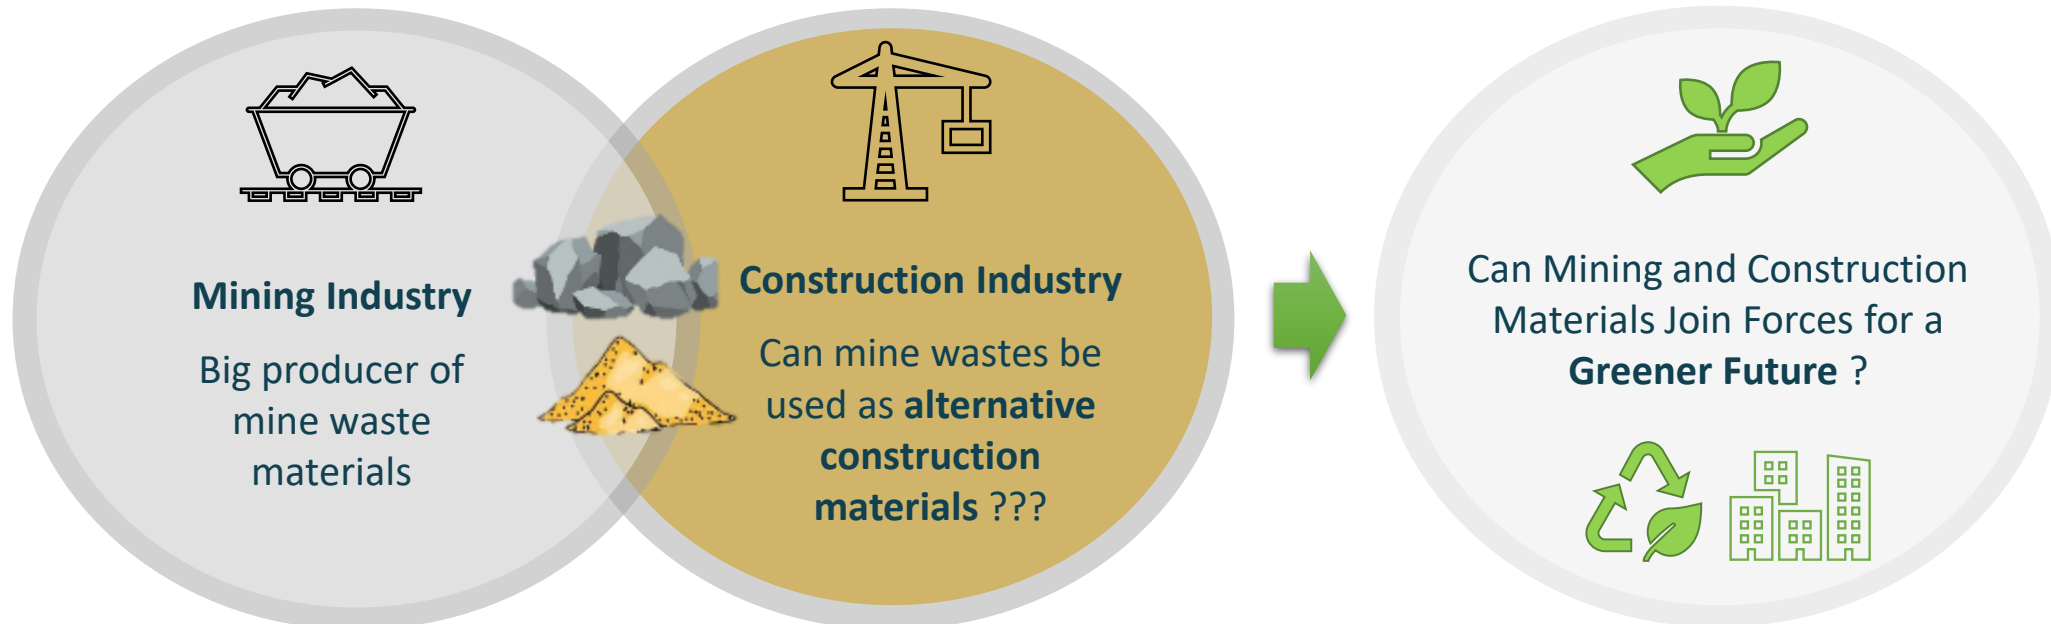 Mining Industry
Big producer of
mine waste
materials
Construction Industry
Can mine wastes be
used as alternative
construction
materials ???
Can Mining and Construction
Materials Join Forces for a
Greener Future ?